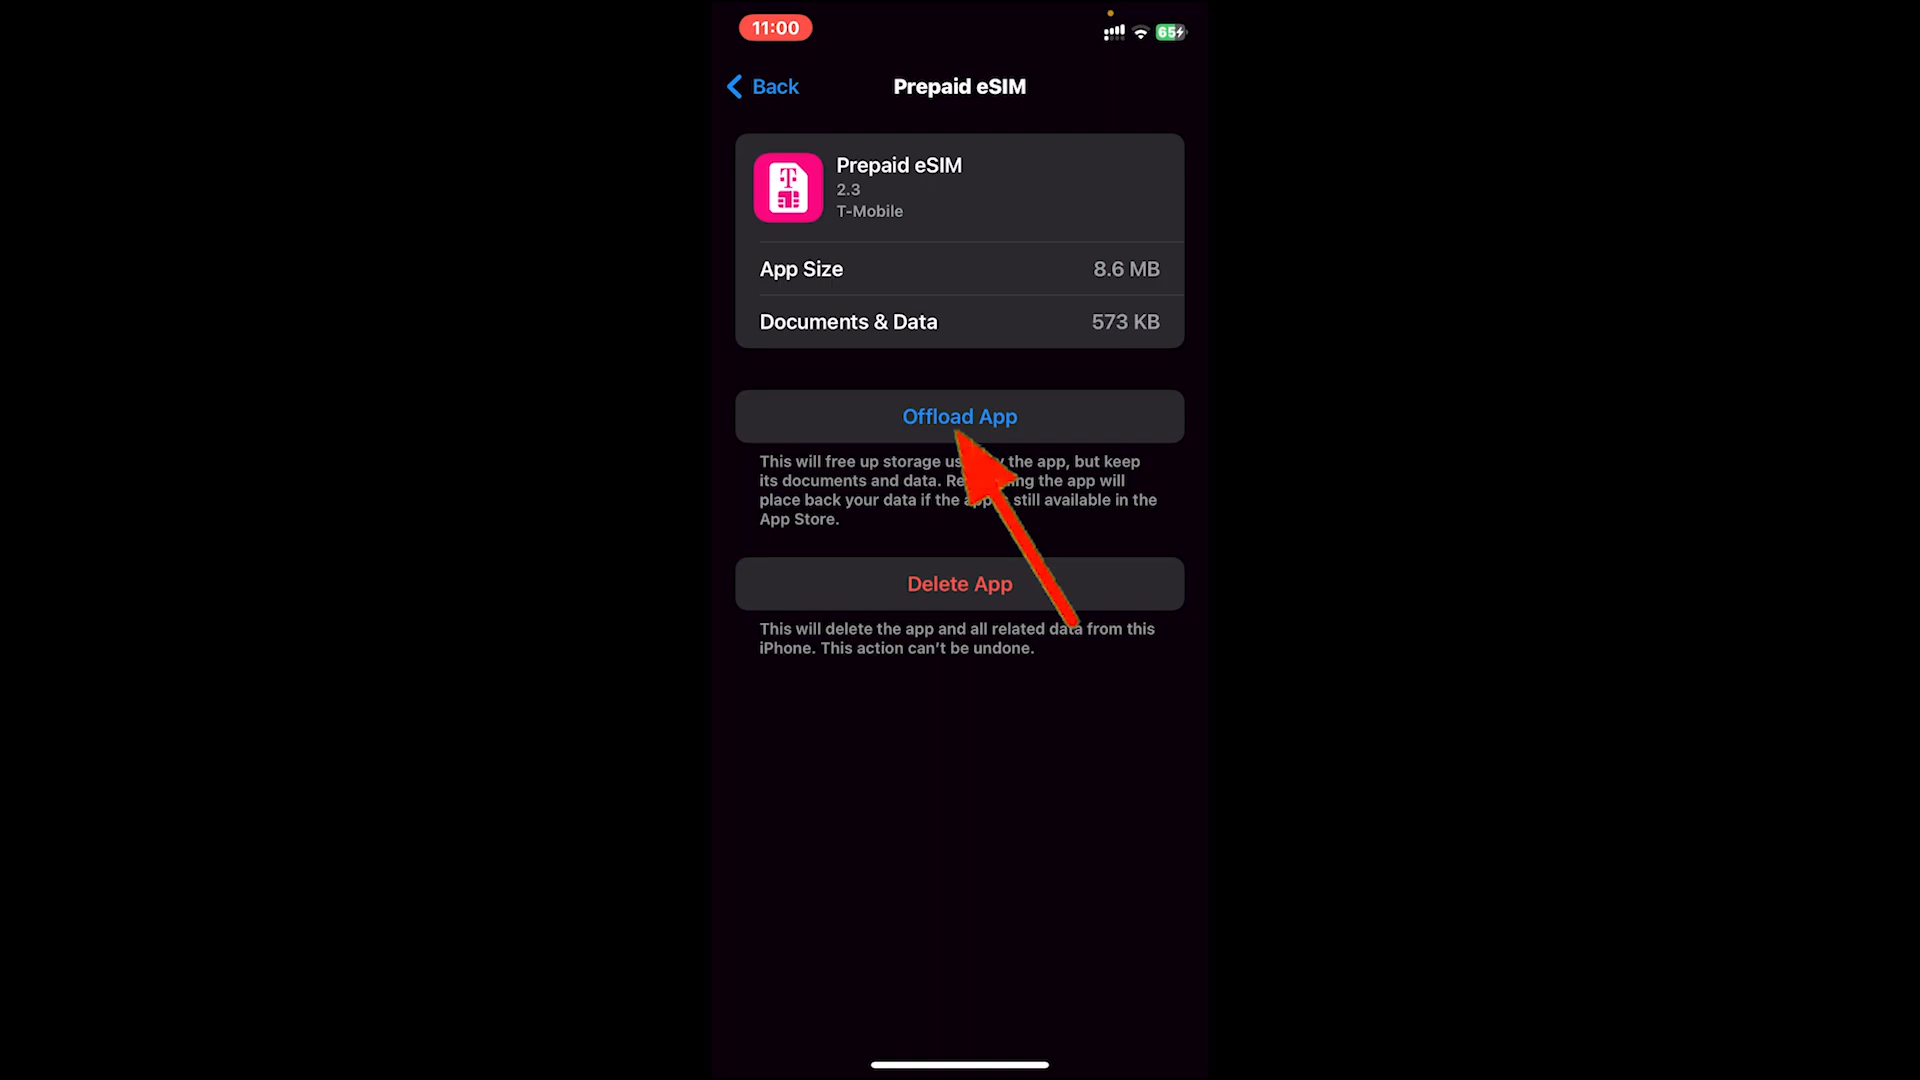 11:00
65
Back
Prepaid eSIM
T
Prepaid eSIM
2.3
T-Mobile
App Size
8.6 MB
Documents & Data
573 KB
Offload App
This will free up storage the app, but keep
its documents and data. the app will
place back your data if the still available in the
App Store.
Delete App
This will delete the app and all related data from this
iPhone. This action can't be undone.